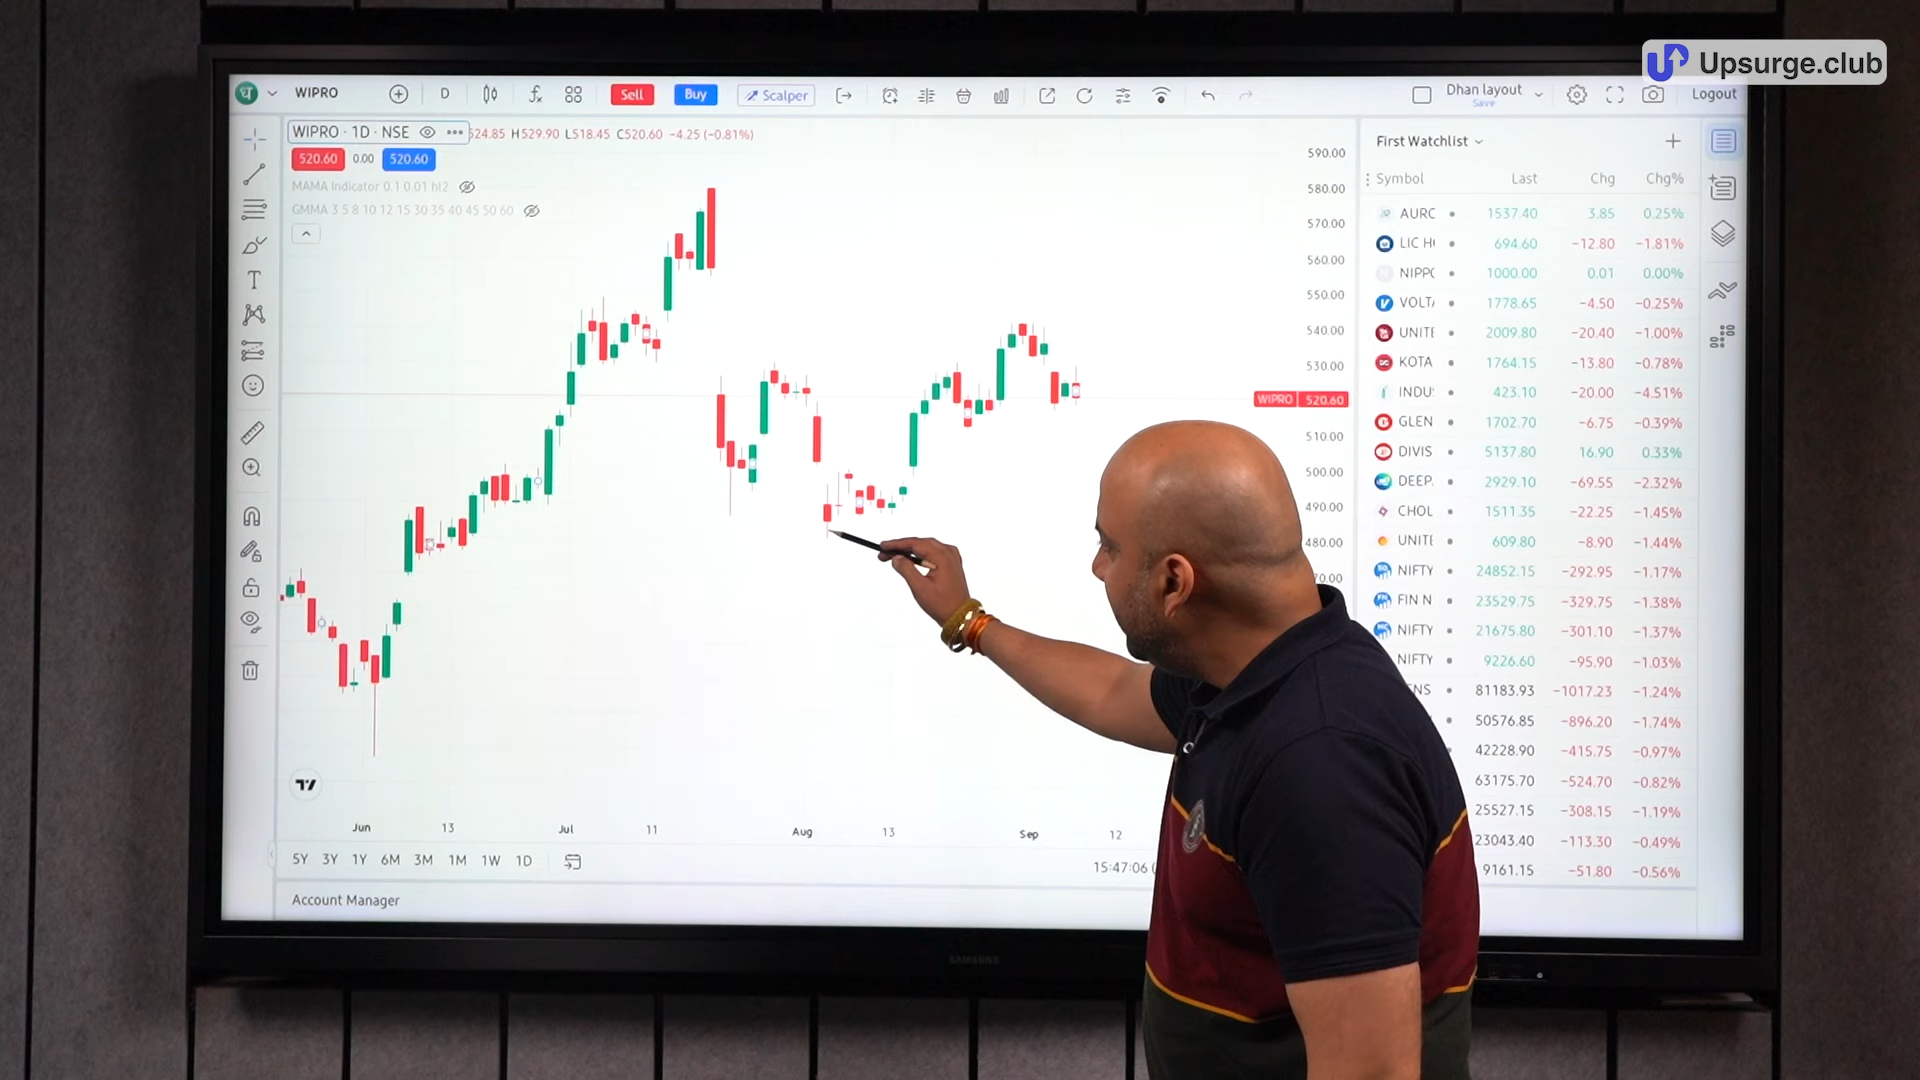 Upsurge.club
WIPRO
D
Sell
Buy
Scalper
Dhan layout
Save
Logout
WIPRO · 1D · NSE
524.85 H529.90 L518.45 C520.60 −4.25 (−0.81%)
520.60 0.00 520.60
MAMA Indicator 0.1 0.01 hl2
GMMA 3 5 8 10 12 15 30 35 40 45 50 60
590.00
580.00
570.00
560.00
550.00
540.00
530.00
WIPRO 520.60
510.00
500.00
490.00
480.00
70.00
Jun 13 Jul 11 Aug 13 Sep 12
5Y 3Y 1Y 6M 3M 1M 1W 1D
15:47:06
Account Manager
First Watchlist
Symbol Last Chg Chg%
AURC 1537.40 3.85 0.25%
LIC H 694.60 −12.80 −1.81%
NIPPC 1000.00 0.01 0.00%
VOLT 1778.65 −4.50 −0.25%
UNITE 2009.80 −20.40 −1.00%
KOTA 1764.15 −13.80 −0.78%
INDU 423.10 −20.00 −4.51%
GLEN 1702.70 −6.75 −0.39%
DIVIS 5137.80 16.90 0.33%
DEEP 2929.10 −69.55 −2.32%
CHOL 1511.35 −22.25 −1.45%
UNITE 609.80 −8.90 −1.44%
NIFTY 24852.15 −292.95 −1.17%
FIN N 23529.75 −329.75 −1.38%
NIFTY 21675.80 −301.10 −1.37%
NIFTY 9226.60 −95.90 −1.03%
ENS 81183.93 −1017.23 −1.24%
50576.85 −896.20 −1.74%
42228.90 −415.75 −0.97%
63175.70 −524.70 −0.82%
25527.15 −308.15 −1.19%
23043.40 −113.30 −0.49%
9161.15 −51.80 −0.56%
SAMSUNG